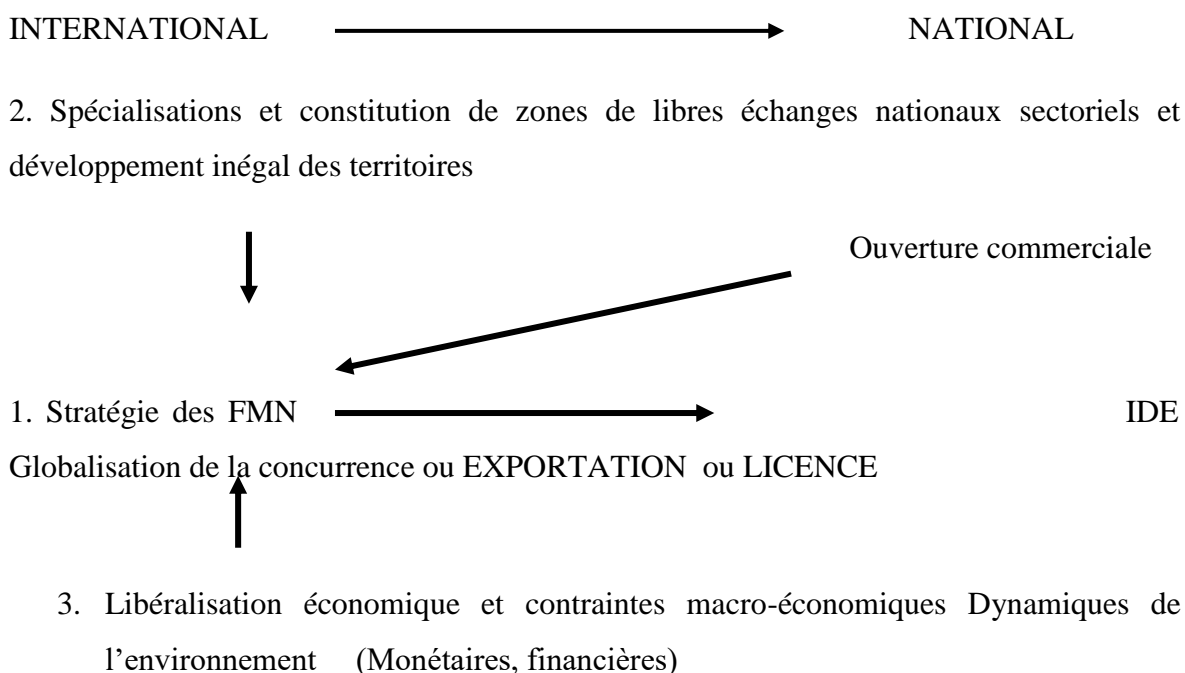 INTERNATIONAL NATIONAL
2. Spécialisations et constitution de zones de libres échanges nationaux sectoriels et
développement inégal des territoires
Ouverture commerciale
1. Stratégie des FMN IDE
Globalisation de la concurrence ou EXPORTATION ou LICENCE
3. Libéralisation économique et contraintes macro-économiques Dynamiques de
l’environnement (Monétaires, financières)